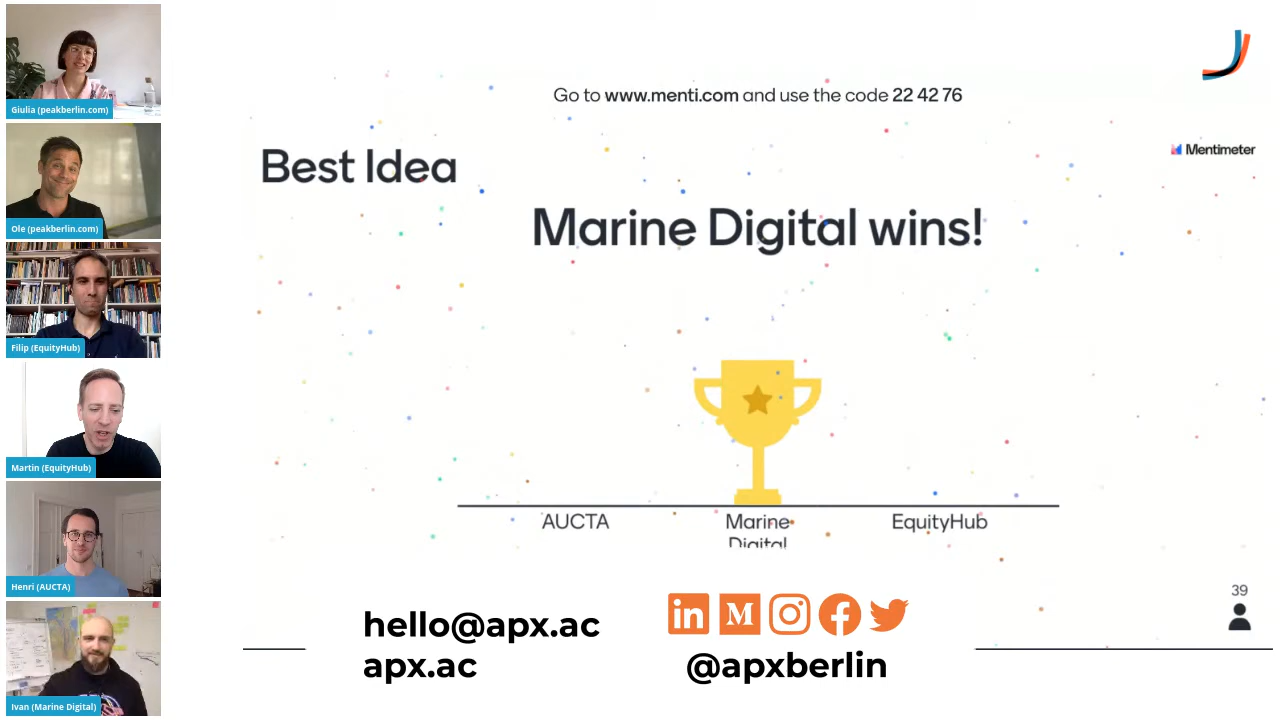 Giulia (peakberlin.com)
Ole (peakberlin.com)
Filip (EquityHub)
Martin (EquityHub)
Henri (AUCTA)
Ivan (Marine Digital)
Go to www.menti.com and use the code 22 42 76
Mentimeter
Best Idea
Marine Digital wins!
AUCTA
Marine
Digital
EquityHub
39
hello@apx.ac
apx.ac
in
M
@apxberlin